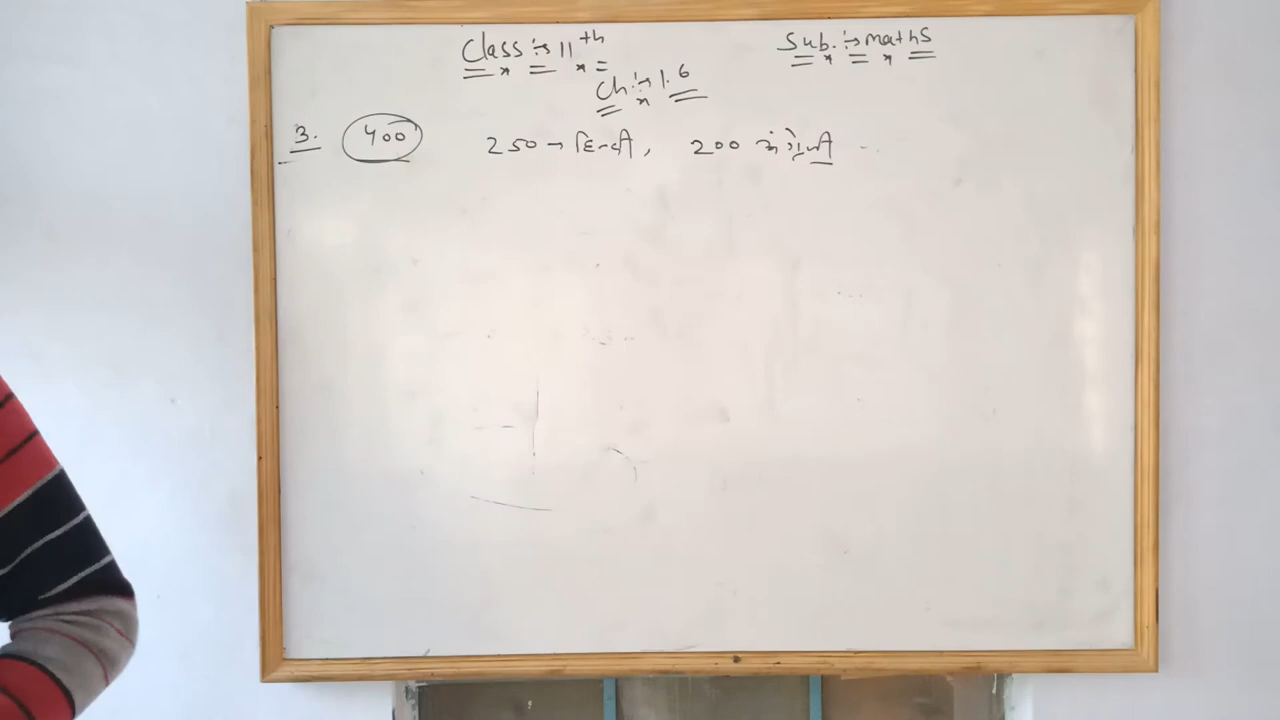 Class :→ 11th
Sub. :→ maths
Ch. :→ 1.6
3. 400 250 → हिन्दी, 200 अंग्रेजी